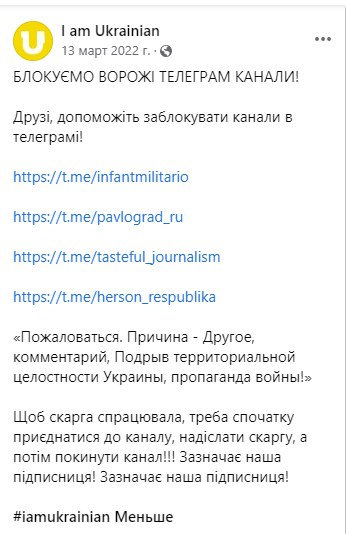 U
I am Ukrainian
13 март 2022 г. ·
БЛОКУЄМО ВОРОЖІ ТЕЛЕГРАМ КАНАЛИ!
Друзі, допоможіть заблокувати канали в
телеграмі!
https://t.me/infantmilitario
https://t.me/pavlograd_ru
https://t.me/tasteful_journalism
https://t.me/herson_respublika
«Пожаловаться. Причина - Другое,
комментарий, Подрыв территориальной
целостности Украины, пропаганда войны!»
Щоб скарга спрацювала, треба спочатку
приєднатися до каналу, надіслати скаргу, а
потім покинути канал!!! Зазначає наша
підписниця! Зазначає наша підписниця!
#iamukrainian Меньше